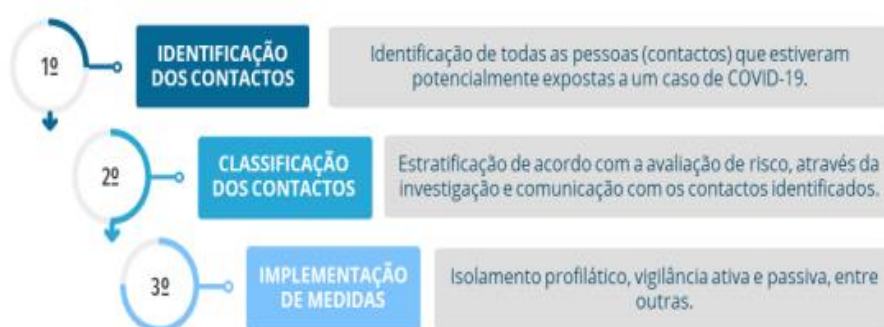 1º
IDENTIFICAÇÃO
DOS CONTACTOS
Identificação de todas as pessoas (contactos) que estiveram
potencialmente expostas a um caso de COVID-19.
2º
CLASSIFICAÇÃO
DOS CONTACTOS
Estratificação de acordo com a avaliação de risco, através da
investigação e comunicação com os contactos identificados.
3º
IMPLEMENTAÇÃO
DE MEDIDAS
Isolamento profilático, vigilância ativa e passiva, entre
outras.